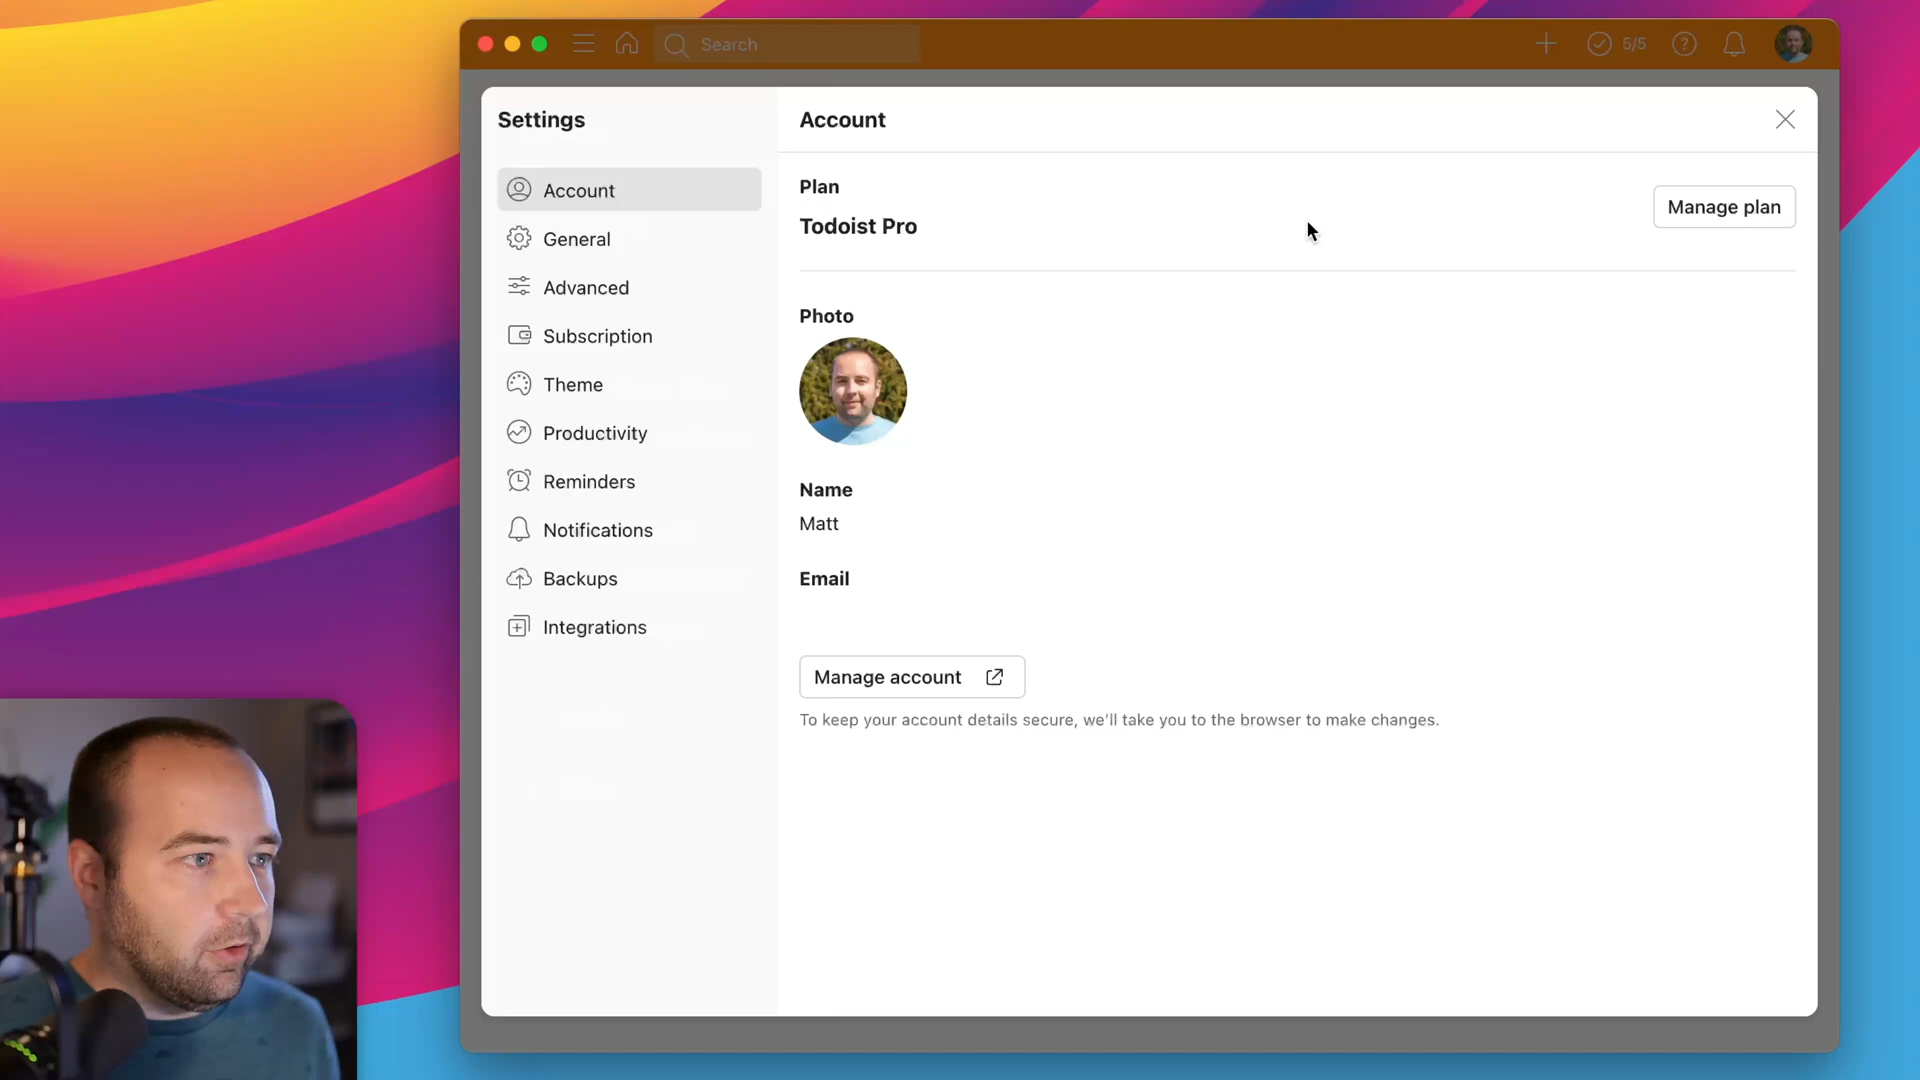 Search
5/5
Settings
Account
General
Advanced
Subscription
Theme
Productivity
Reminders
Notifications
Backups
Integrations
Account
Plan
Todoist Pro
Manage plan
Photo
Name
Matt
Email
Manage account
To keep your account details secure, we'll take you to the browser to make changes.